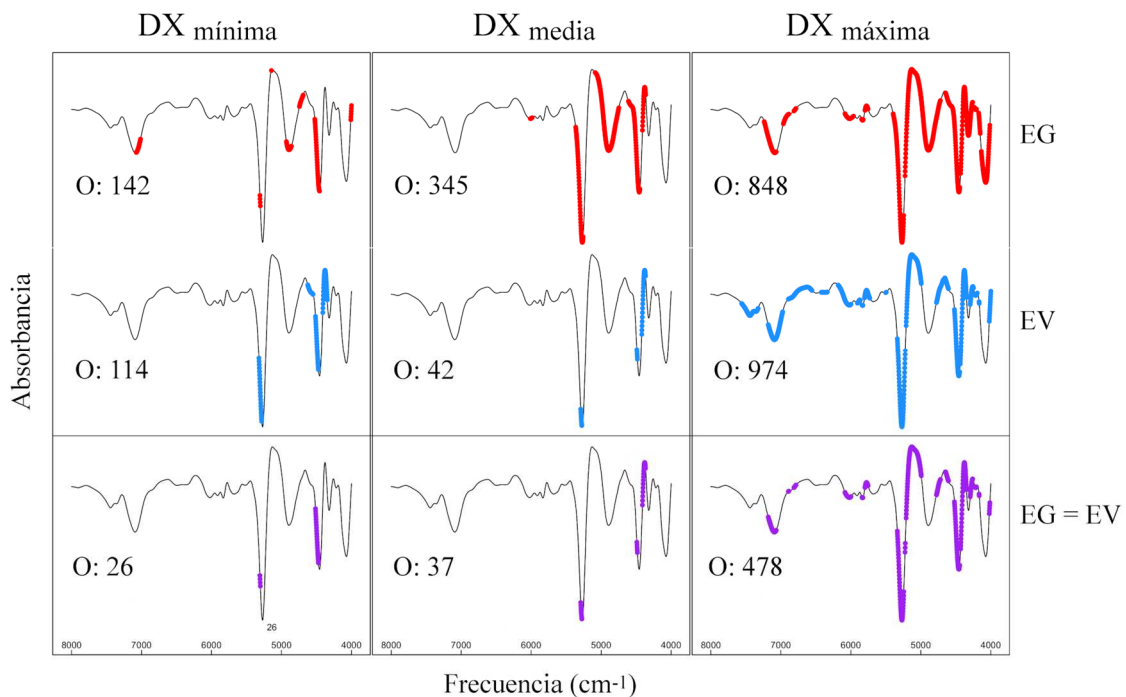 DX mínima
DX media
DX máxima
O: 142
O: 345
O: 848
EG
O: 114
O: 42
O: 974
EV
O: 26
O: 37
O: 478
EG = EV
26
8000 7000 6000 5000 4000
8000 7000 6000 5000 4000
8000 7000 6000 5000 4000
Absorbancia
Frecuencia (cm-1)